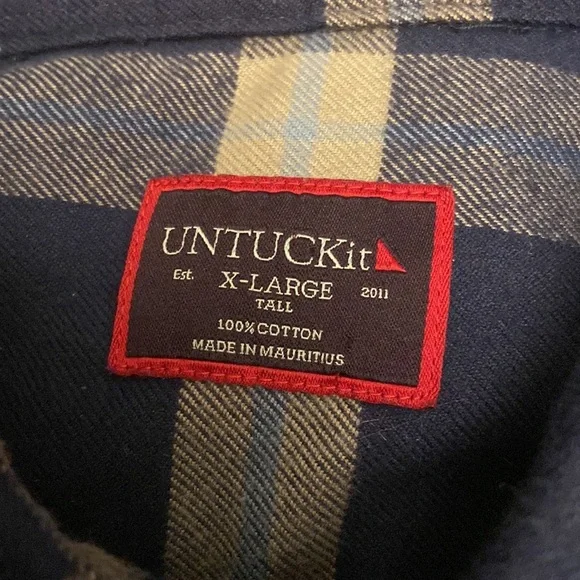 UNTUCKit
Est. X-LARGE 2011
TALL
100% COTTON
MADE IN MAURITIUS